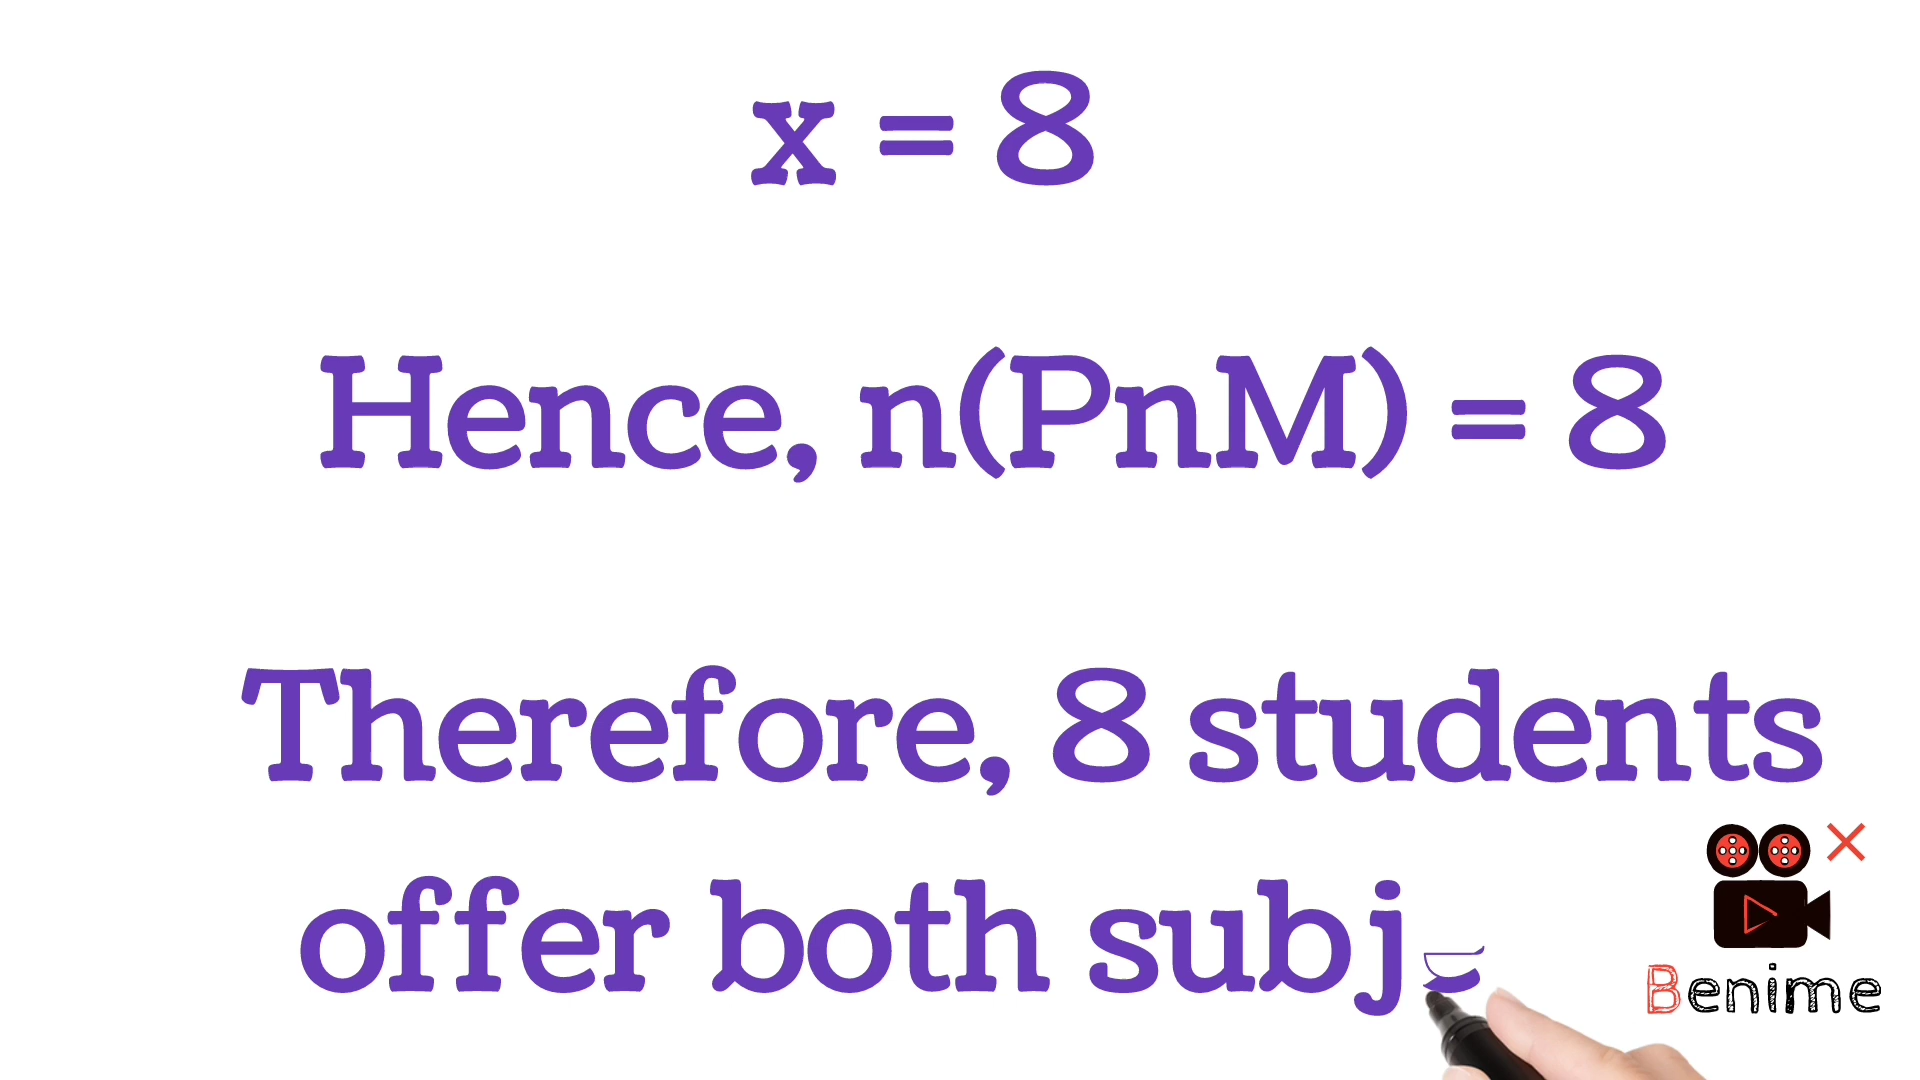 x = 8
Hence, n(PnM) = 8
Therefore, 8 students
offer both subj
Benime